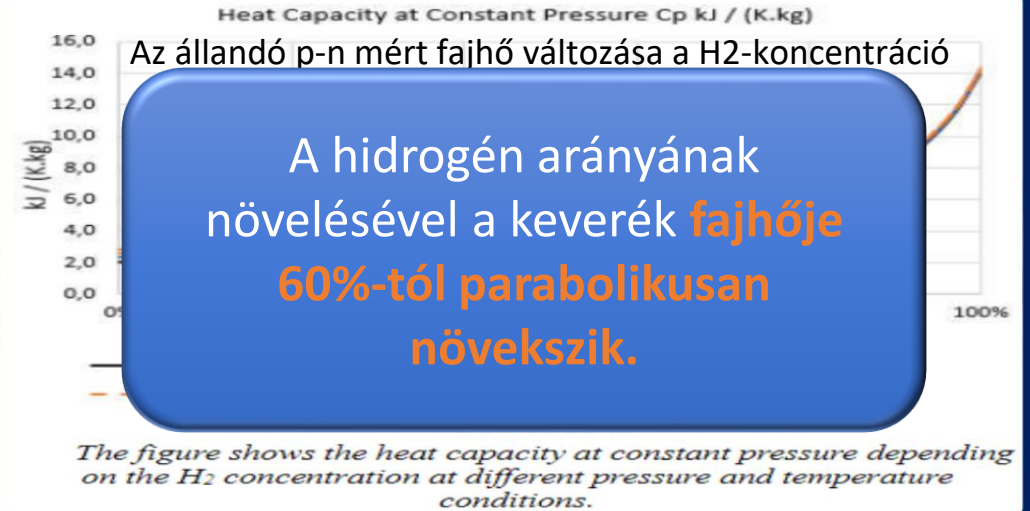 Heat Capacity at Constant Pressure Cp kJ / (K.kg)
Az állandó p-n mért fajhő változása a H2-koncentráció
16,0
14,0
12,0
10,0
8,0
6,0
4,0
2,0
0,0
kJ / (K.kg)
A hidrogén arányának
növelésével a keverék fajhője
60%-tól parabolikusan
növekszik.
100%
The figure shows the heat capacity at constant pressure depending
on the H₂ concentration at different pressure and temperature
conditions.